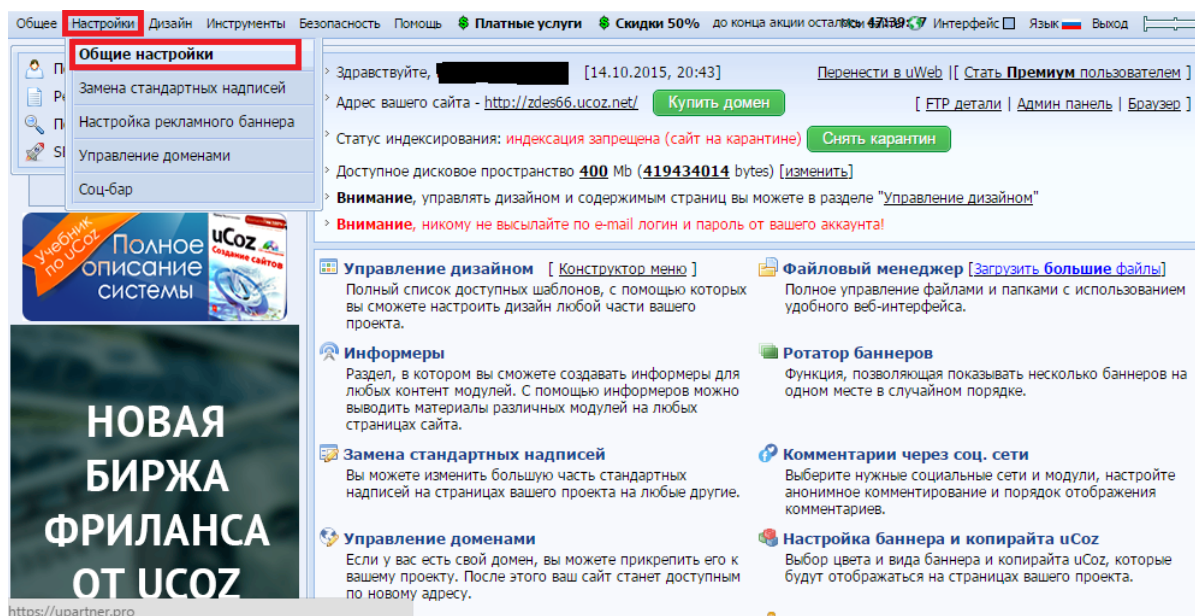 Общее Настройки Дизайн Инструменты Безопасность Помощь Платные услуги Скидки 50% до конца акции остались 47:39: Интерфейс Язык Выход
Общие настройки
Замена стандартных надписей
Настройка рекламного баннера
Управление доменами
Соц-бар
Учебник по uCoz
Полное
описание
системы
uCoz
Создание сайтов
НОВАЯ
БИРЖА
ФРИЛАНСА
ОТ UCOZ
https://upartner.pro
Здравствуйте, [14.10.2015, 20:43] Перенести в uWeb |[ Стать Премиум пользователем ]
Адрес вашего сайта - http://zdes66.ucoz.net/ Купить домен [ FTP детали | Админ панель | Браузер ]
Статус индексирования: индексация запрещена (сайт на карантине) Снять карантин
Доступное дисковое пространство 400 Mb (419434014 bytes) [изменить]
Внимание, управлять дизайном и содержимым страниц вы можете в разделе "Управление дизайном"
Внимание, никому не высылайте по e-mail логин и пароль от вашего аккаунта!
Управление дизайном [ Конструктор меню ]
Полный список доступных шаблонов, с помощью которых
вы сможете настроить дизайн любой части вашего
проекта.
Файловый менеджер [Загрузить большие файлы]
Полное управление файлами и папками с использованием
удобного веб-интерфейса.
Информеры
Раздел, в котором вы сможете создавать информеры для
любых контент модулей. С помощью информеров можно
выводить материалы различных модулей на любых
страницах сайта.
Ротатор баннеров
Функция, позволяющая показывать несколько баннеров на
одном месте в случайном порядке.
Замена стандартных надписей
Вы можете изменить большую часть стандартных
надписей на страницах вашего проекта на любые другие.
Комментарии через соц. сети
Выберите нужные социальные сети и модули, настройте
анонимное комментирование и порядок отображения
комментариев.
Управление доменами
Если у вас есть свой домен, вы можете прикрепить его к
вашему проекту. После этого ваш сайт станет доступным
по новому адресу.
Настройка баннера и копирайта uCoz
Выбор цвета и вида баннера и копирайта uCoz, которые
будут отображаться на страницах вашего проекта.